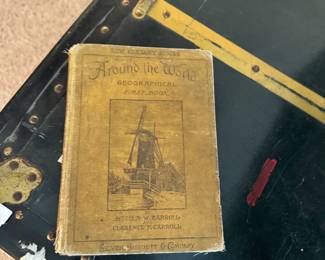 Around the World
GEOGRAPHICAL
FIRST BOOK
STELLA W. CARROLL
CLARENCE F. CARROLL
SILVER, BURDETT & COMPANY